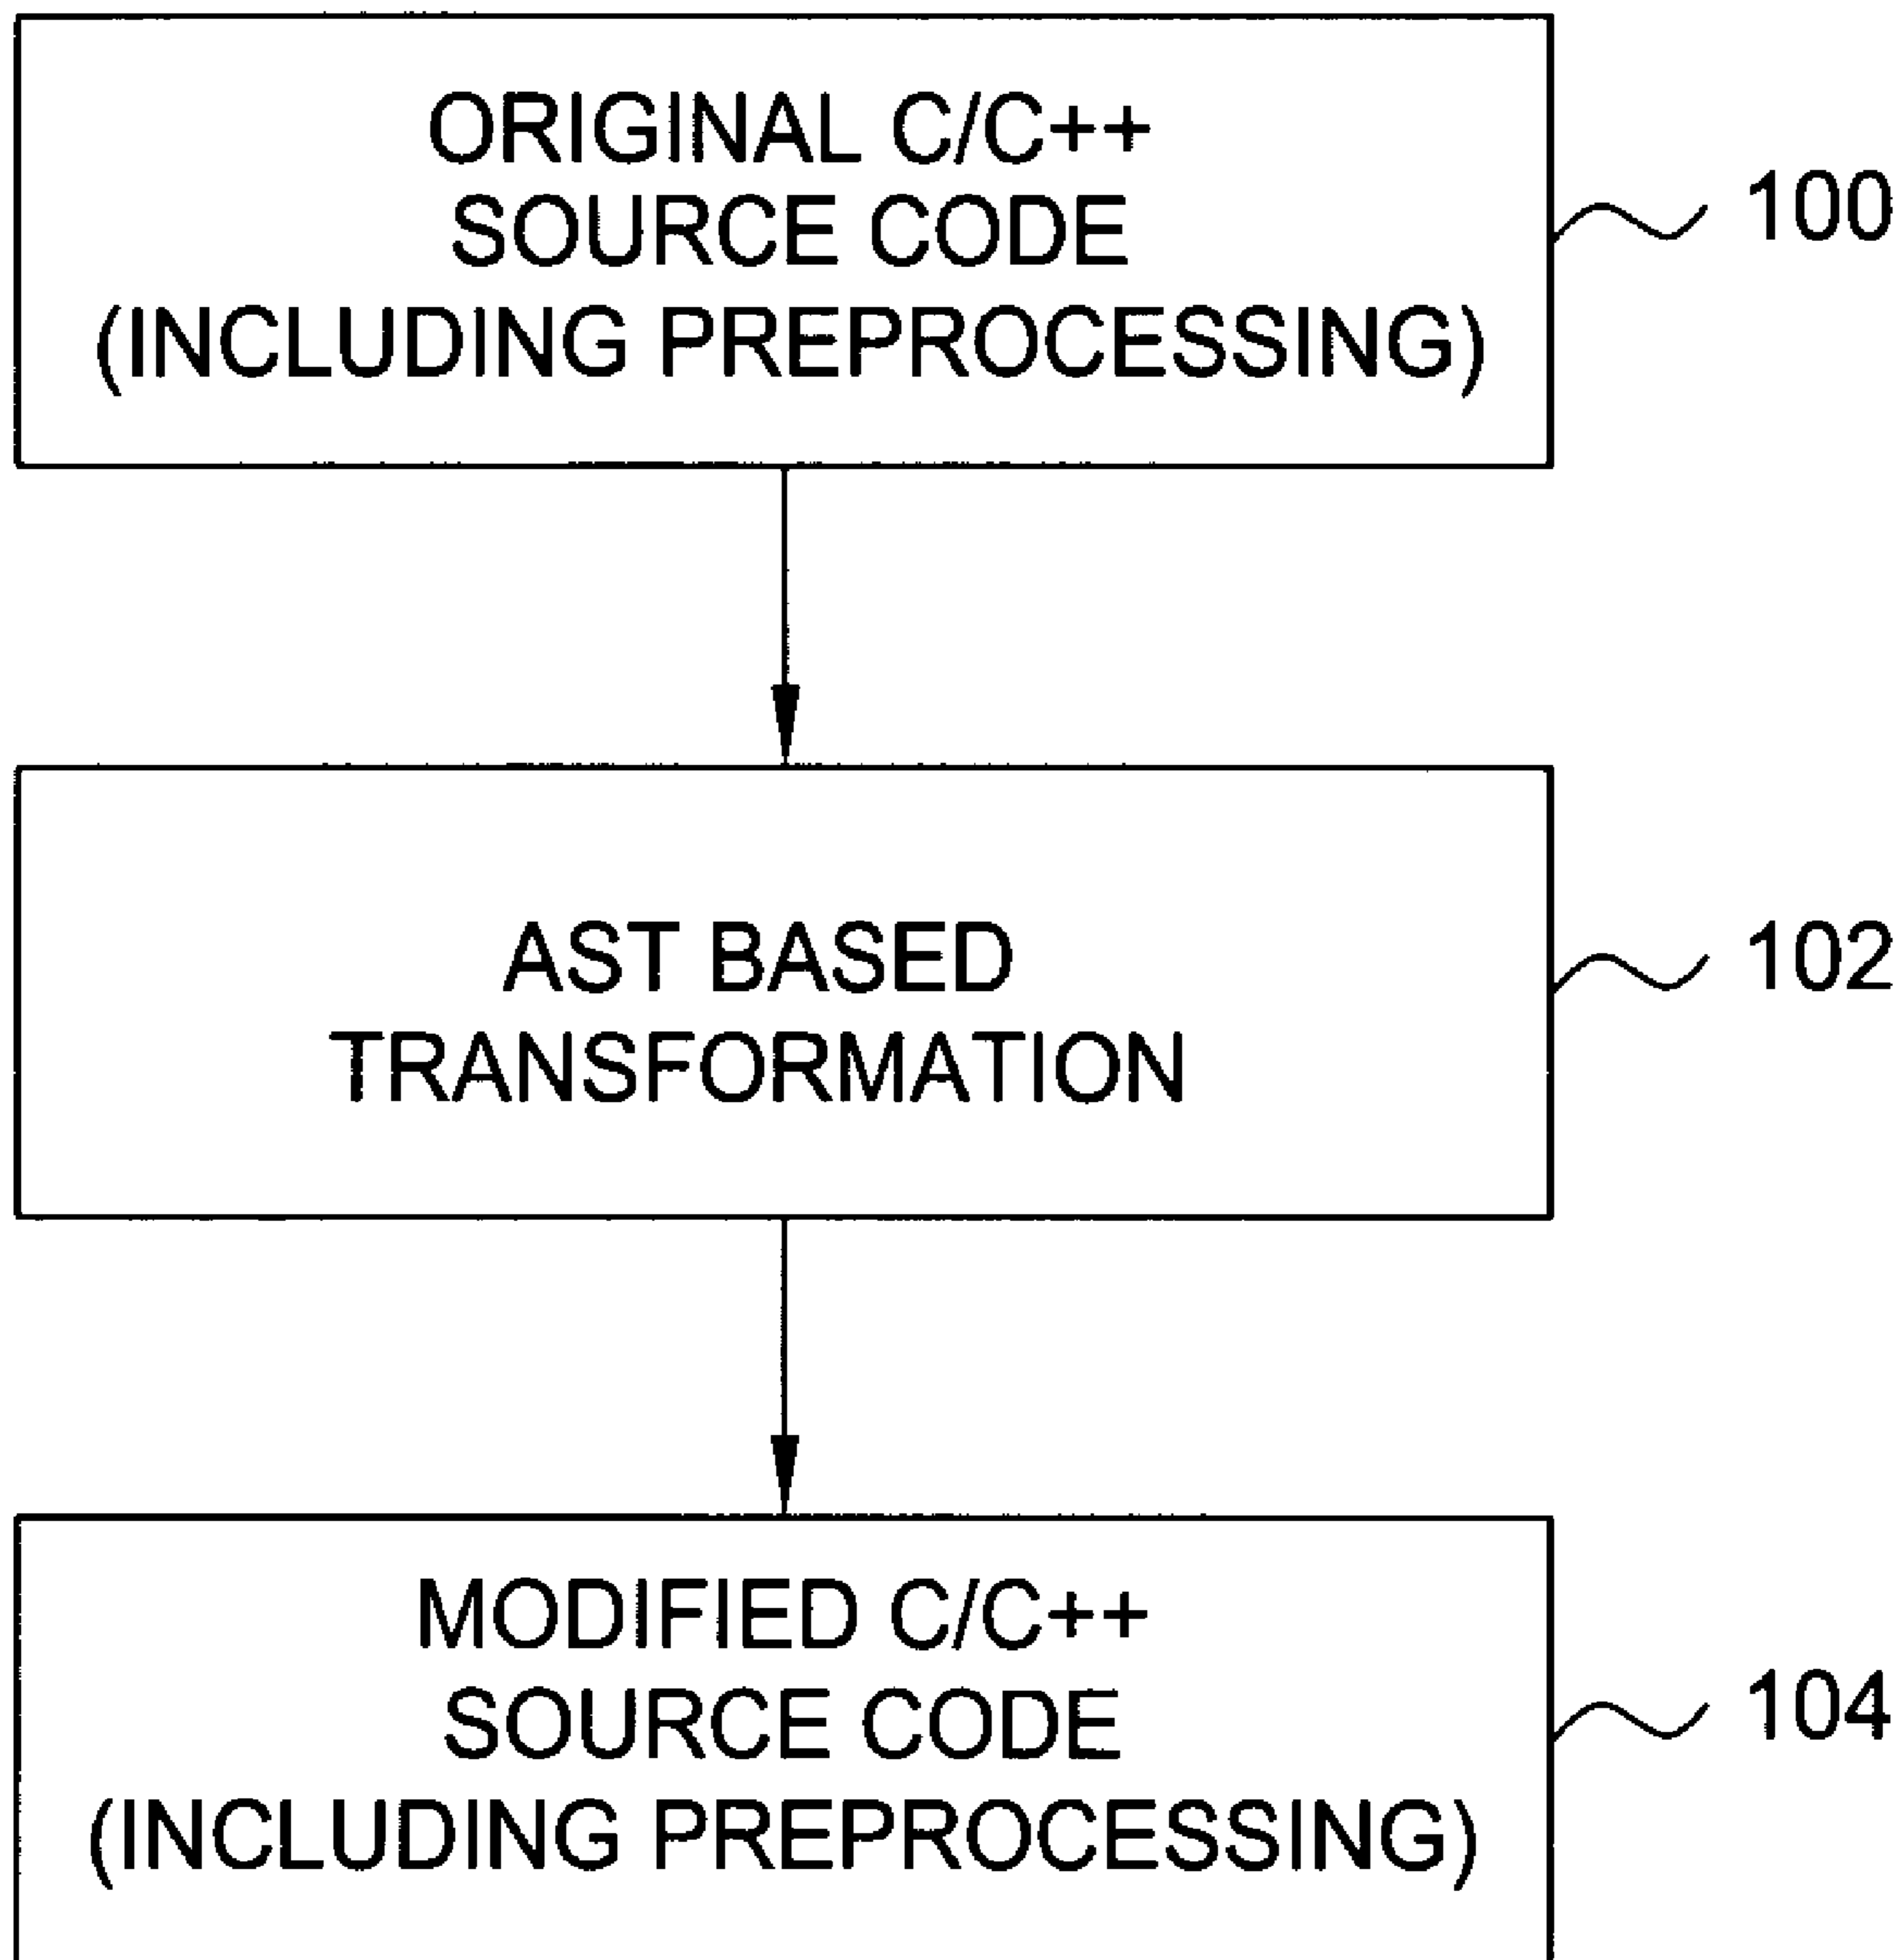 ORIGINAL C/C++
SOURCE CODE
(INCLUDING PREPROCESSING)
100
AST BASED
TRANSFORMATION
102
MODIFIED C/C++
SOURCE CODE
(INCLUDING PREPROCESSING)
104